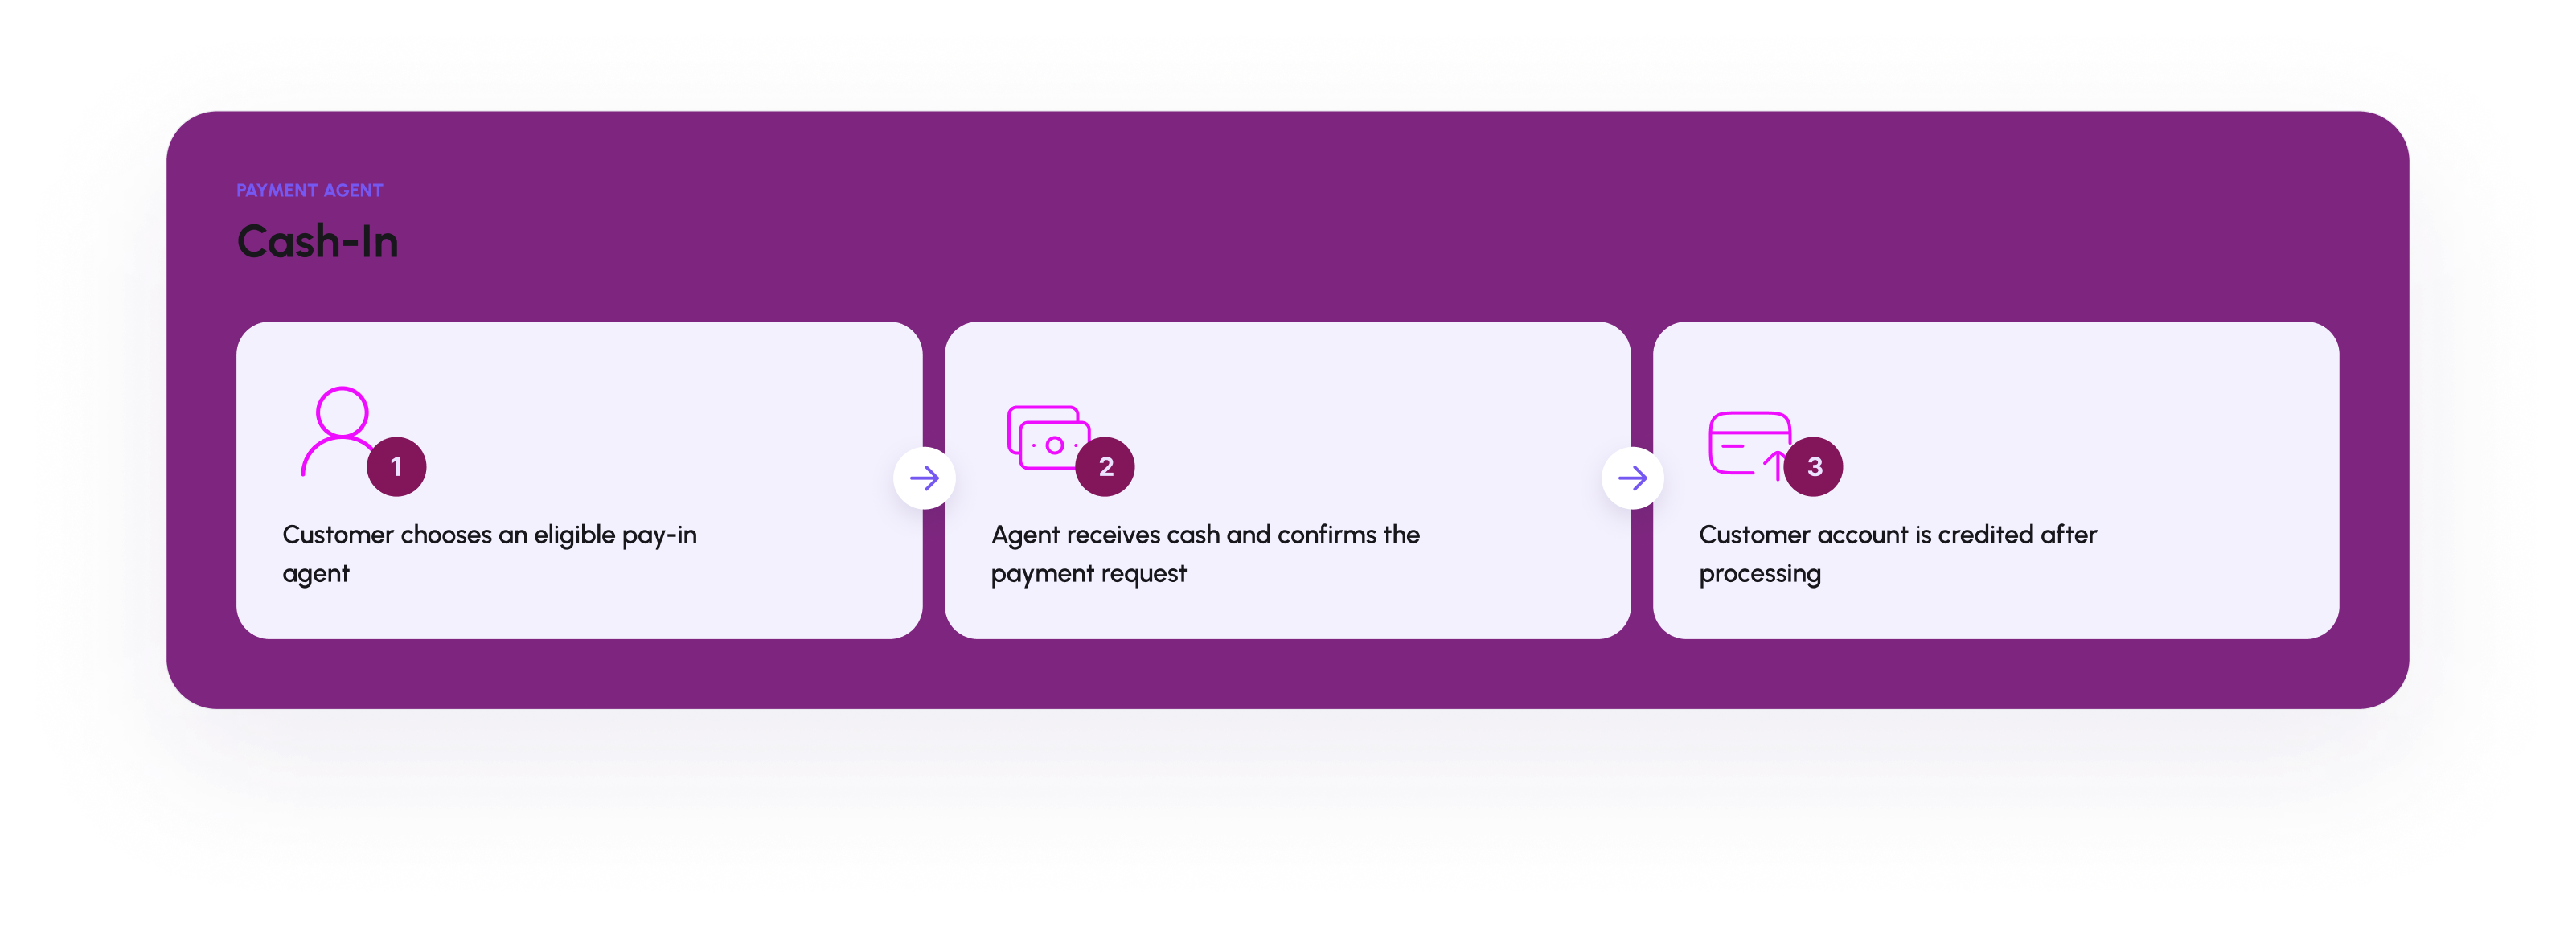 PAYMENT AGENT
Cash-In
1
Customer chooses an eligible pay-in
agent
2
Agent receives cash and confirms the
payment request
3
Customer account is credited after
processing